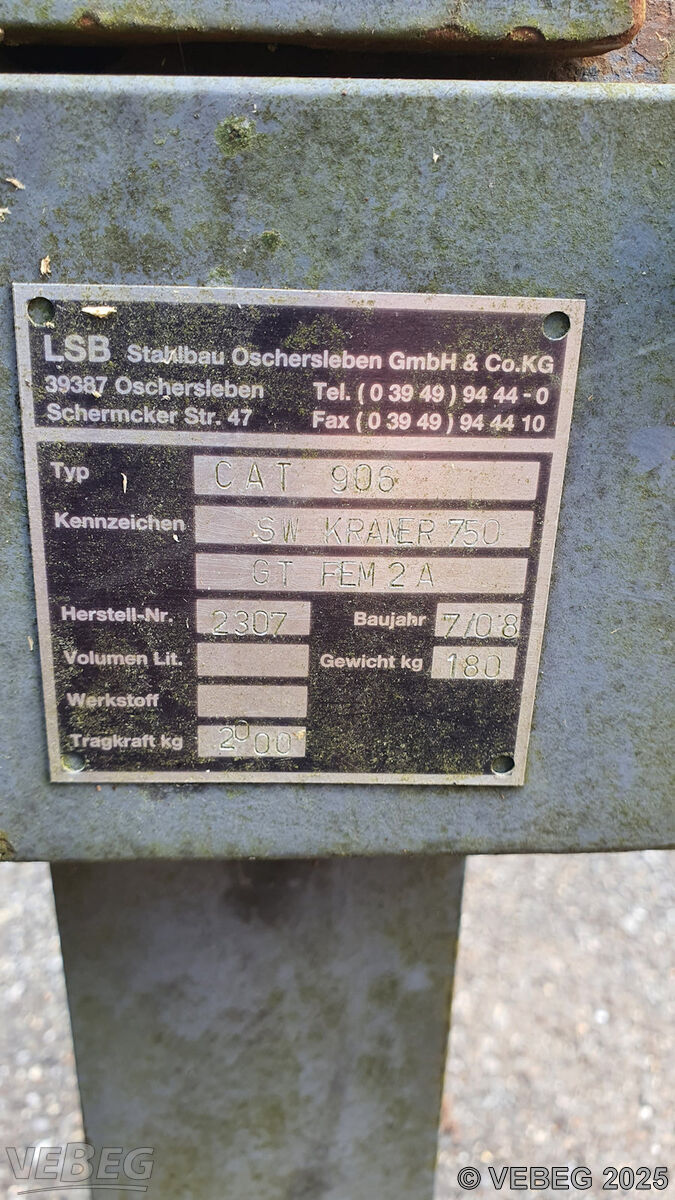 LSB Stahlbau Oschersleben GmbH & Co.KG
39387 Oschersleben Tel. ( 0 39 49 ) 94 44 - 0
Schermcker Str. 47 Fax ( 0 39 49 ) 94 44 10
Typ CAT 906
Kennzeichen SW KRAMER 750
GT FEM 2 A
Herstell-Nr. 2307 Baujahr 7/08
Volumen Lit. Gewicht kg 180
Werkstoff
Tragkraft kg 2000
VEBEG
© VEBEG 2025